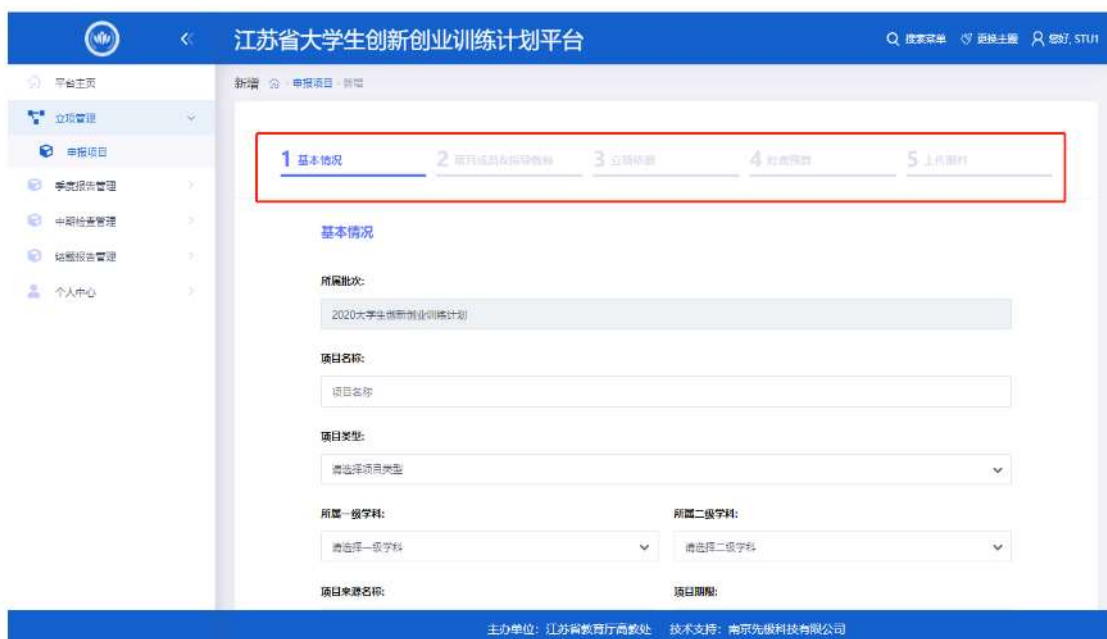 江苏省大学生创新创业训练计划平台
搜索菜单 更换主题 您好, STU1
平台主页
立项管理
申报项目
季度报告管理
中期检查管理
结题报告管理
个人中心
新增 申报项目 - 新增
1 基本情况 2 项目成员及指导教师 3 立项依据 4 经费预算 5 上传附件
基本情况
所属批次:
2020大学生创新创业训练计划
项目名称:
项目名称
项目类型:
请选择项目类型
所属一级学科: 所属二级学科:
请选择一级学科 请选择二级学科
项目来源名称: 项目期限:
主办单位：江苏省教育厅高教处 技术支持：南京先极科技有限公司